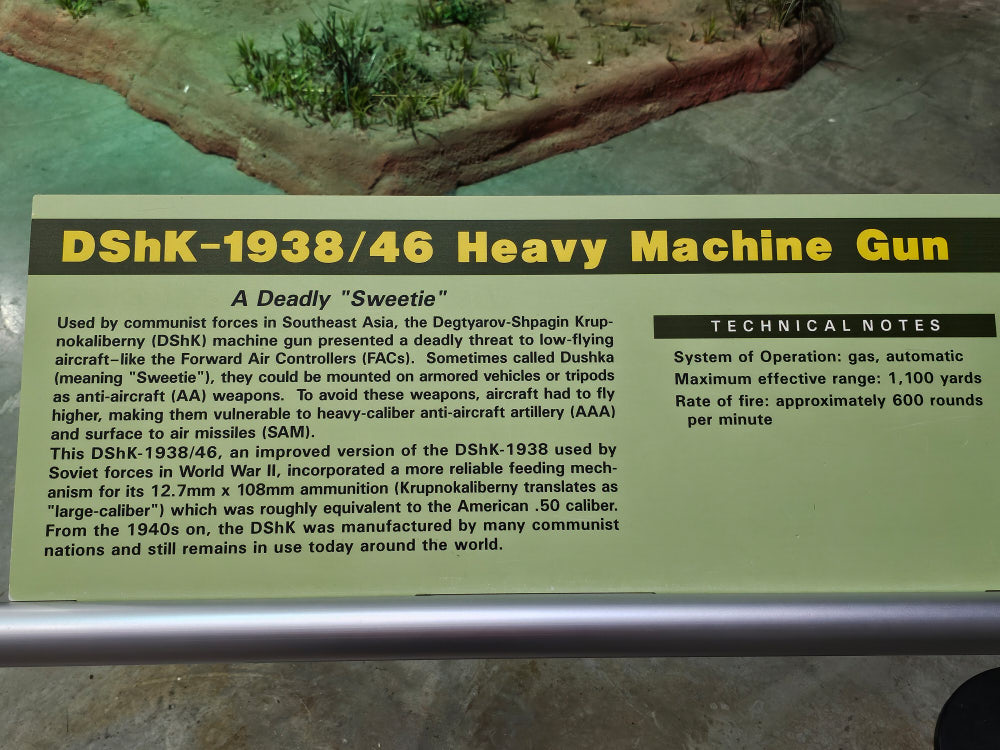 DShK-1938/46 Heavy Machine Gun
A Deadly "Sweetie"
Used by communist forces in Southeast Asia, the Degtyarov-Shpagin Krup-
nokaliberny (DShK) machine gun presented a deadly threat to low-flying
aircraft-like the Forward Air Controllers (FACs). Sometimes called Dushka
(meaning "Sweetie"), they could be mounted on armored vehicles or tripods
as anti-aircraft (AA) weapons. To avoid these weapons, aircraft had to fly
higher, making them vulnerable to heavy-caliber anti-aircraft artillery (AAA)
and surface to air missiles (SAM).
This DShK-1938/46, an improved version of the DShK-1938 used by
Soviet forces in World War II, incorporated a more reliable feeding mech-
anism for its 12.7mm x 108mm ammunition (Krupnokaliberny translates as
"large-caliber") which was roughly equivalent to the American .50 caliber.
From the 1940s on, the DShK was manufactured by many communist
nations and still remains in use today around the world.
TECHNICAL NOTES
System of Operation: gas, automatic
Maximum effective range: 1,100 yards
Rate of fire: approximately 600 rounds
per minute